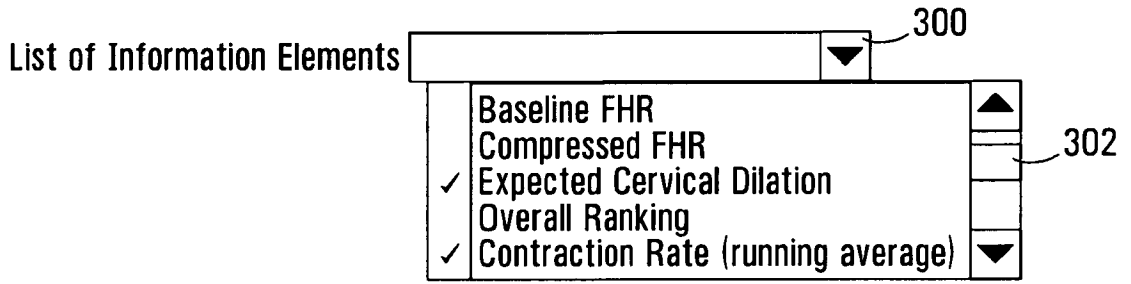 300
List of Information Elements
Baseline FHR
Compressed FHR
302
✓ Expected Cervical Dilation
Overall Ranking
✓ Contraction Rate (running average)